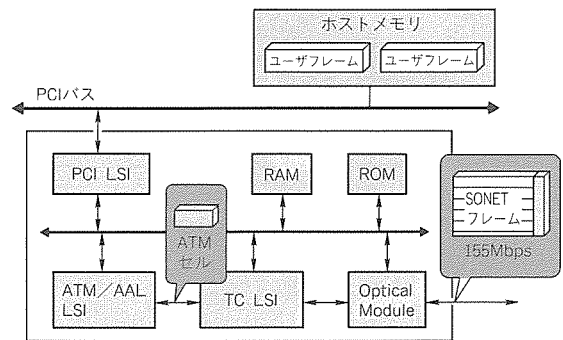 ホストメモリ
ユーザフレーム
ユーザフレーム
PCIバス
PCI LSI
RAM
ROM
ATM
セル
SONET
フレーム
155Mbps
ATM/AAL
LSI
TC LSI
Optical
Module